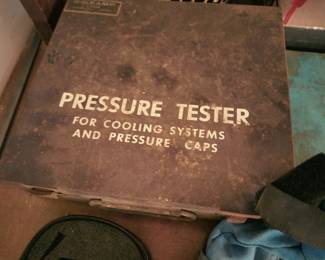 PRESSURE TESTER
FOR COOLING SYSTEMS
AND PRESSURE CAPS